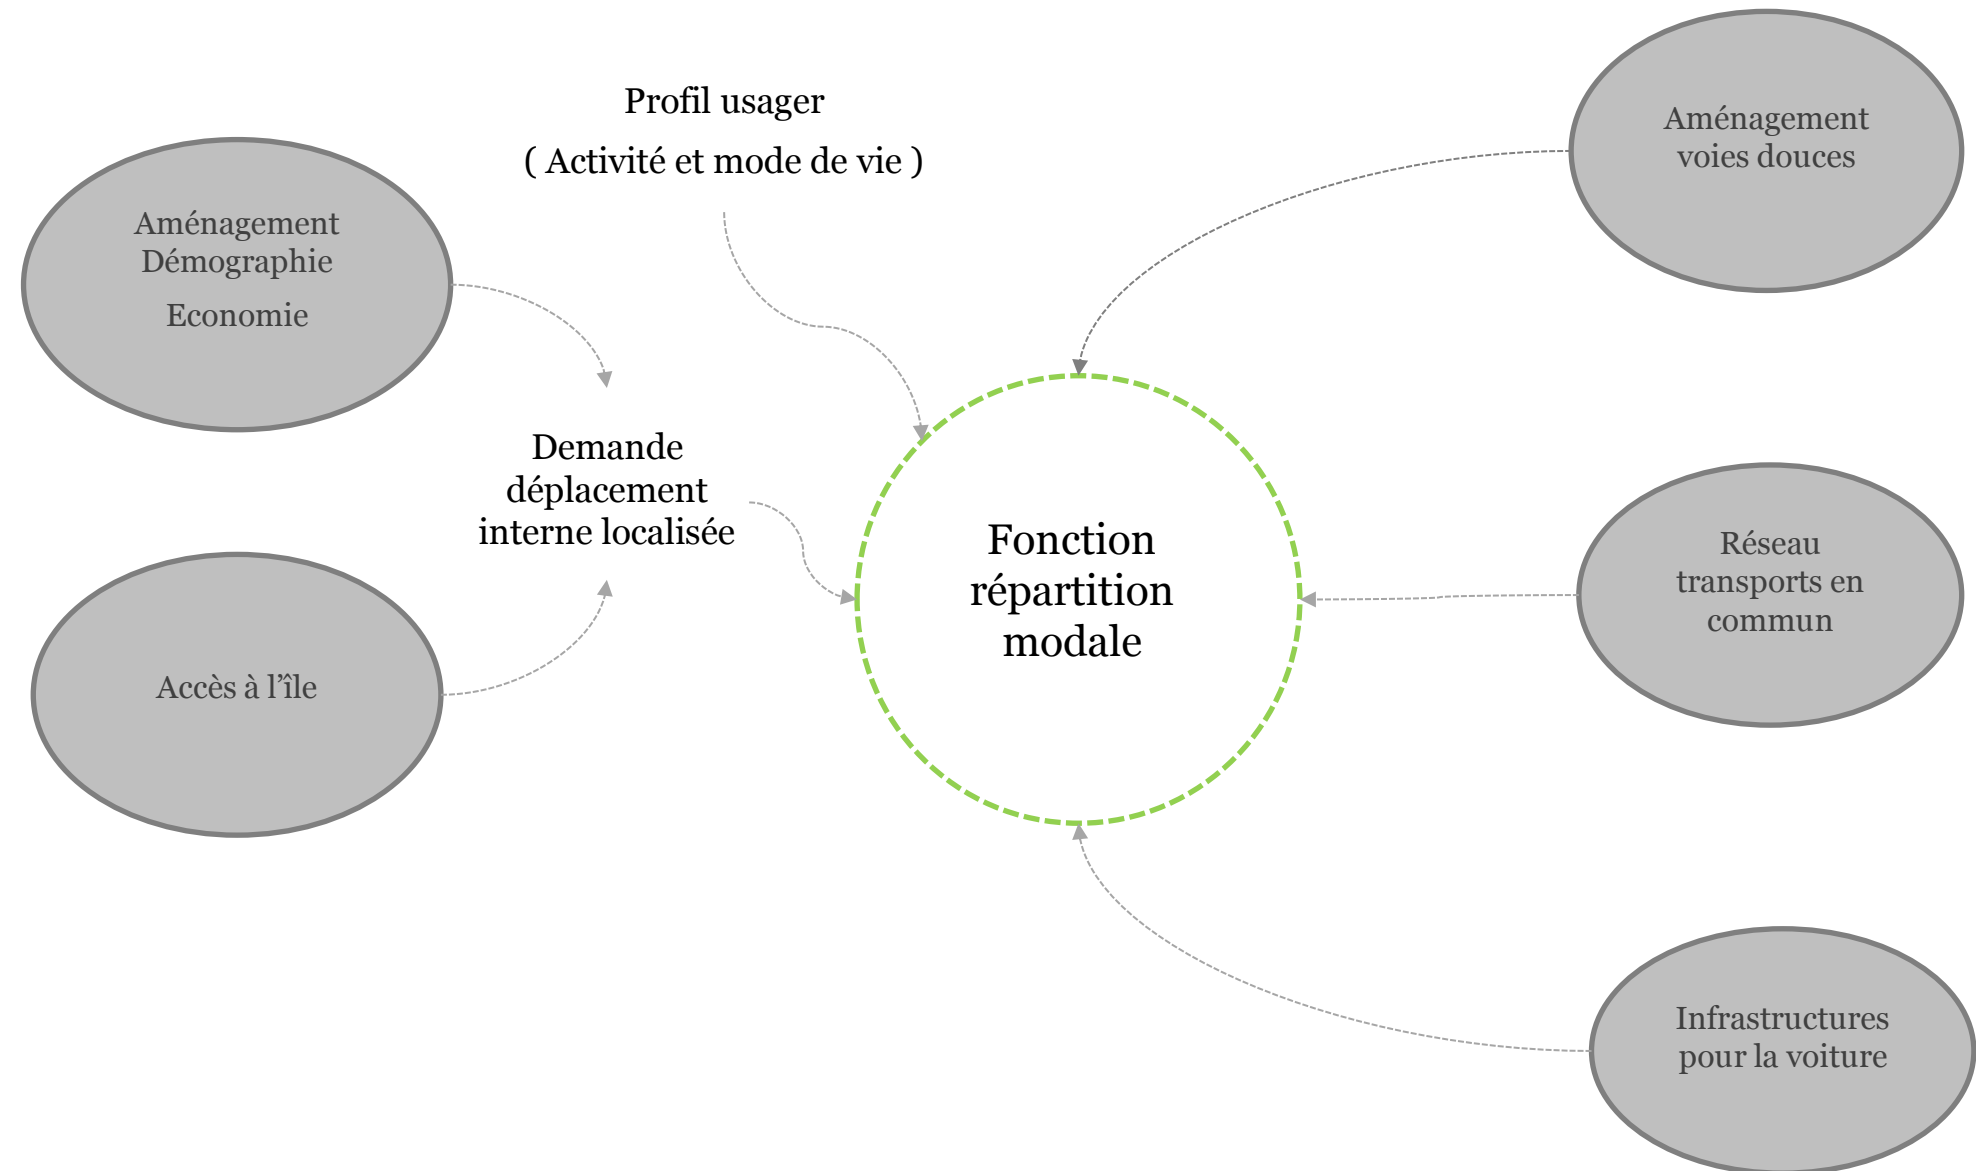 Profil usager
( Activité et mode de vie )
Aménagement
Démographie
Economie
Demande
déplacement
interne localisée
Accès à l’île
Fonction
répartition
modale
Aménagement
voies douces
Réseau
transports en
commun
Infrastructures
pour la voiture